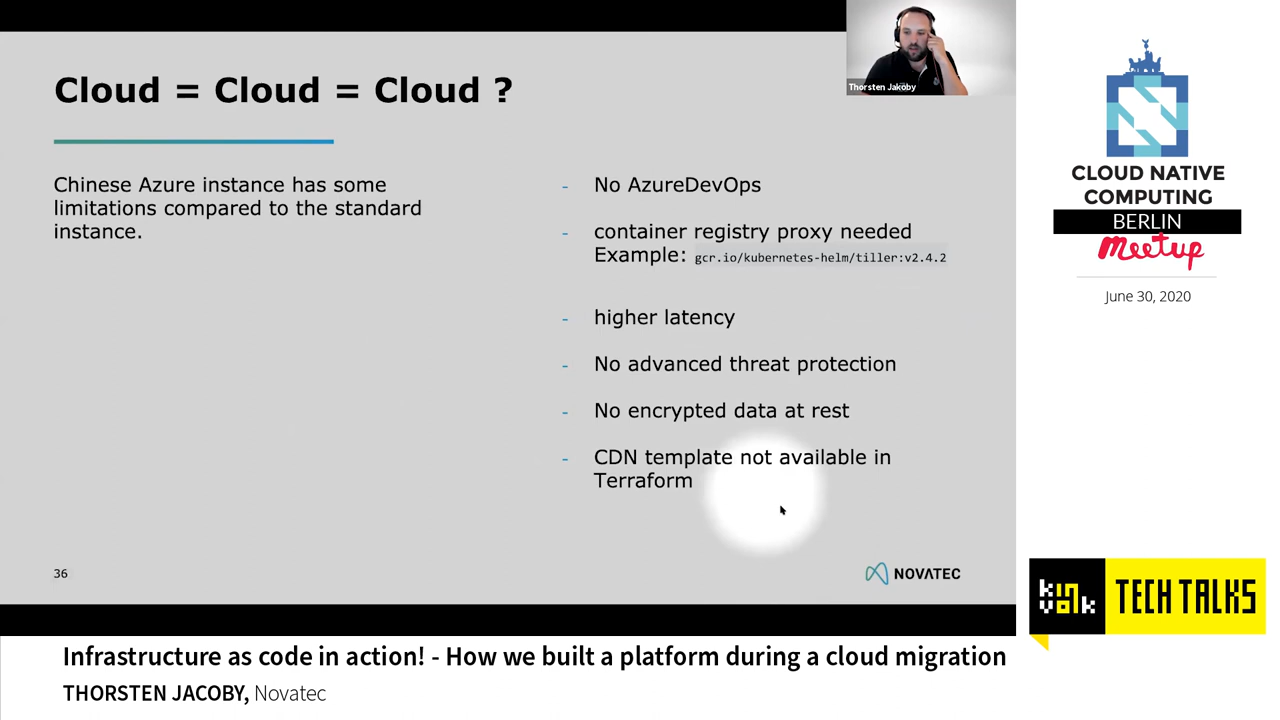 Cloud = Cloud = Cloud ?
Thorsten Jakoby
Chinese Azure instance has some
limitations compared to the standard
instance.
- No AzureDevOps
- container registry proxy needed
Example: gcr.io/kubernetes-helm/tiller:v2.4.2
- higher latency
- No advanced threat protection
- No encrypted data at rest
- CDN template not available in
Terraform
36
NOVATEC
CLOUD NATIVE
COMPUTING
BERLIN
meetup
June 30, 2020
kinvolk
TECH TALKS
Infrastructure as code in action! - How we built a platform during a cloud migration
THORSTEN JACOBY, Novatec